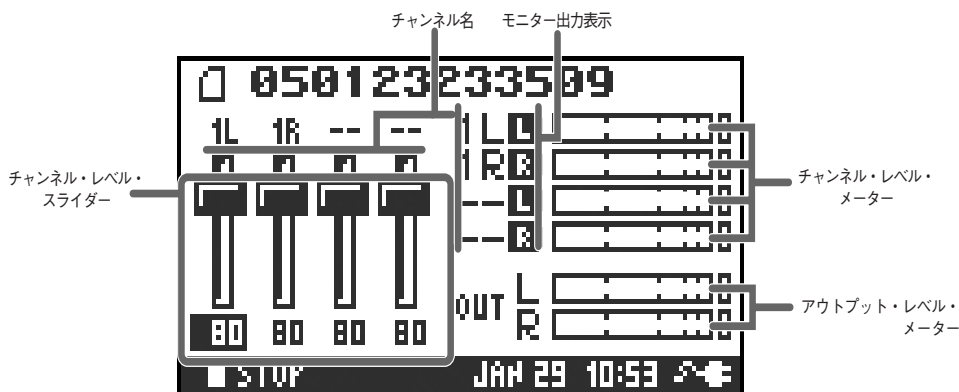 チャンネル名 モニター出力表示
050123233509
1L 1R -- --
1 L L
1 R R
-- L
-- R
チャンネル・レベル・
スライダー
チャンネル・レベル・
メーター
OUT L
R
アウトプット・レベル・
メーター
80 80 80 80
STOP JAN 29 10:53